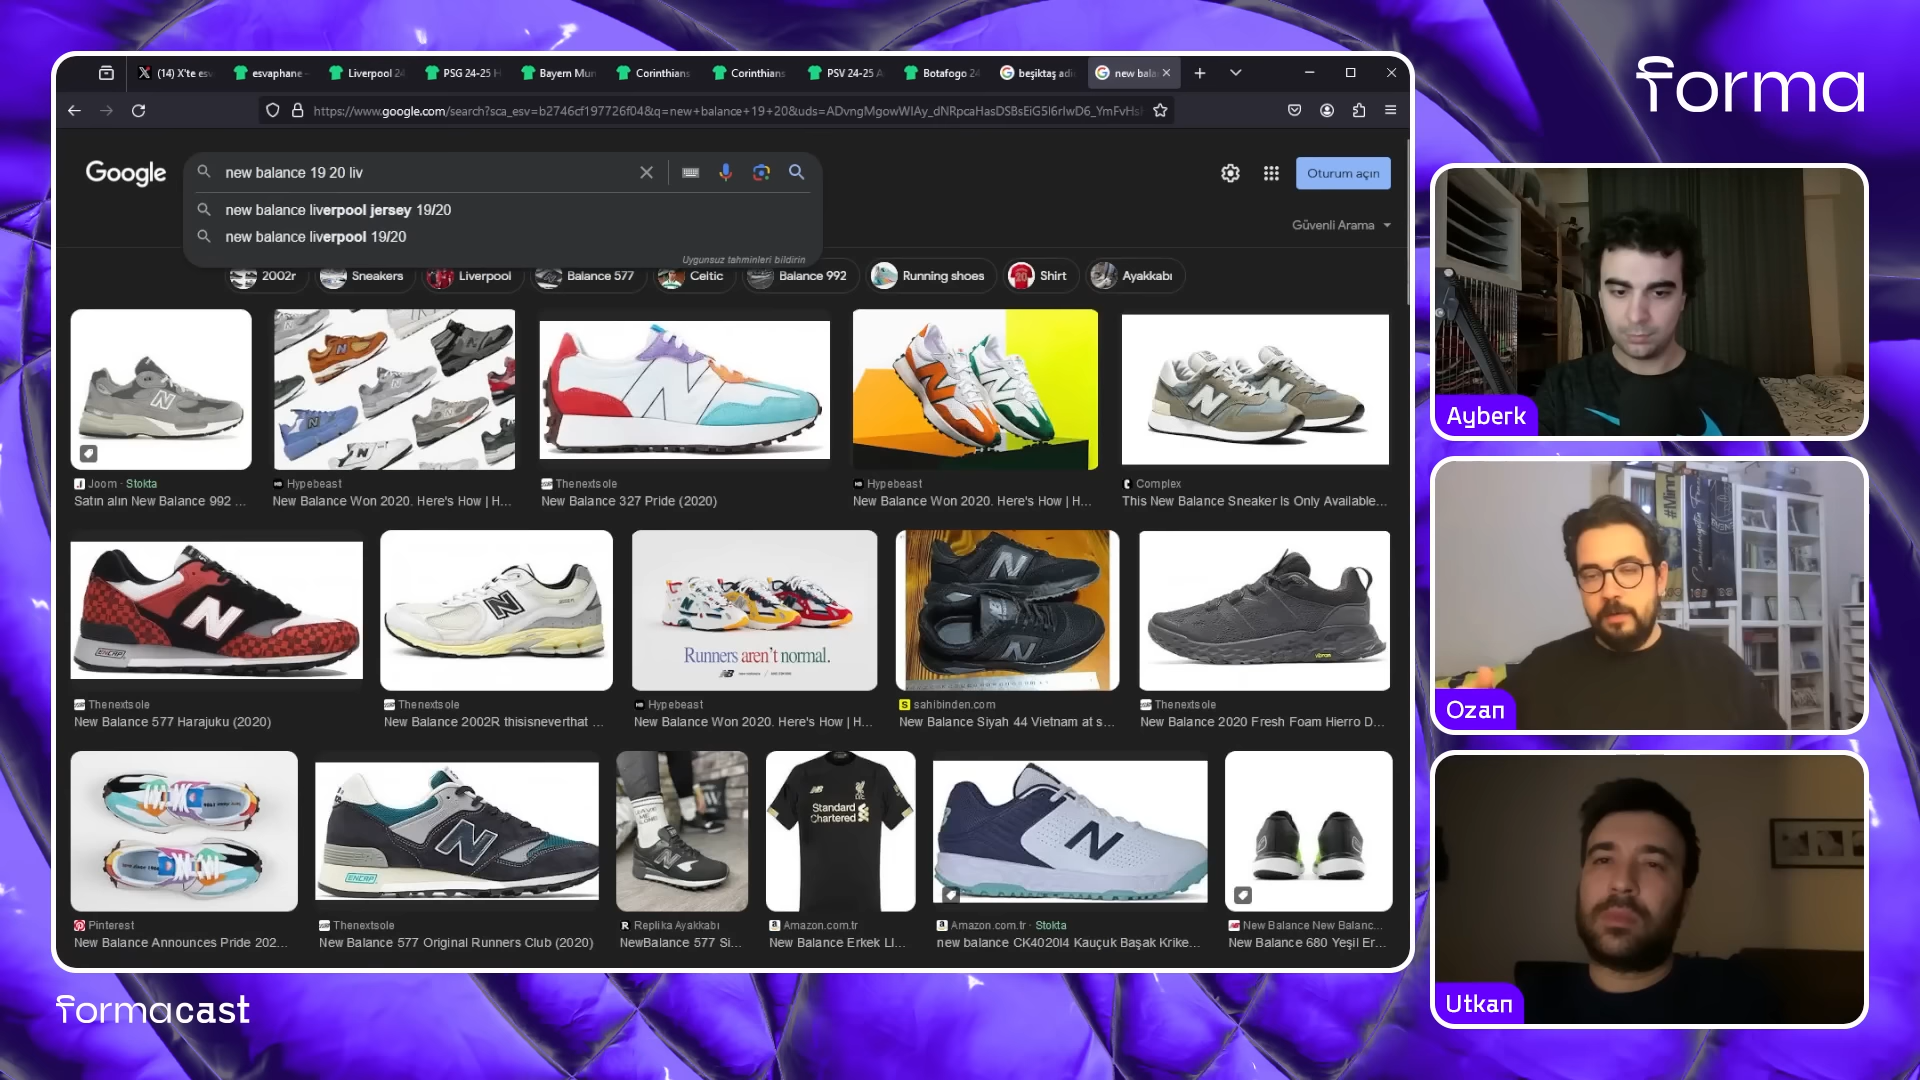 (14) X'te esv
esvaphane -
Liverpool 24
PSG 24-25 H
Bayern Mun
Corinthians
Corinthians
PSV 24-25 A
Botafogo 24
beşiktaş adi
new bala
https://www.google.com/search?sca_esv=b2746cf197726f04&q=new+balance+19+20&uds=
Google
new balance 19 20 liv
Oturum açın
new balance liverpool jersey 19/20
new balance liverpool 19/20
Uygunsuz tahminleri bildirin
Güvenli Arama
2002r
Sneakers
Liverpool
Balance 577
Celtic
Balance 992
Running shoes
Shirt
Ayakkabı
Joom · Stokta
Satın alın New Balance 992 ...
Hypebeast
New Balance Won 2020. Here's How | H...
Thenextsole
New Balance 327 Pride (2020)
Hypebeast
New Balance Won 2020. Here's How | H...
Complex
This New Balance Sneaker Is Only Available...
Runners aren't normal.
Thenextsole
New Balance 577 Harajuku (2020)
Thenextsole
New Balance 2002R thisisneverthat ...
Hypebeast
New Balance Won 2020. Here's How | H...
sahibinden.com
New Balance Siyah 44 Vietnam at s...
Thenextsole
New Balance 2020 Fresh Foam Hierro D...
Standard
Chartered
ENCAP
Pinterest
New Balance Announces Pride 202...
Thenextsole
New Balance 577 Original Runners Club (2020)
Replika Ayakkabı
NewBalance 577 Si...
Amazon.com.tr
New Balance Erkek LI...
Amazon.com.tr · Stokta
new balance CK4020I4 Kauçuk Başak Krike...
New Balance New Balanc...
New Balance 680 Yeşil Er...
forma
Ayberk
#Minn
Ozan
Utkan
formacast